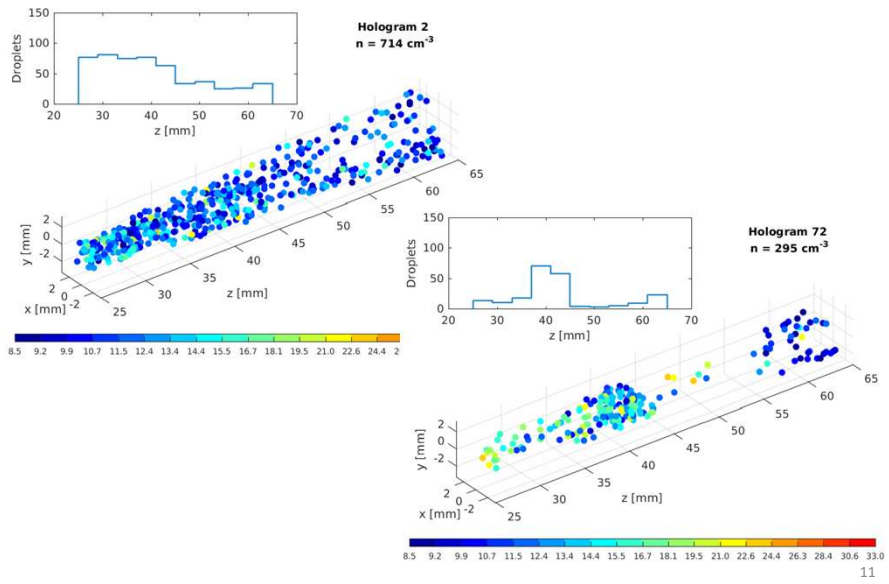 Hologram 2
n = 714 cm-3
150
100
50
0
Droplets
20 30 40 50 60 70
z [mm]
2
0
-2
y [mm]
2 0 -2
x [mm]
25 30 35 40 45 50 55 60 65
z [mm]
8.5 9.2 9.9 10.7 11.5 12.4 13.4 14.4 15.5 16.7 18.1 19.5 21.0 22.6 24.4
Hologram 72
n = 295 cm-3
150
100
50
0
Droplets
20 30 40 50 60 70
z [mm]
2
0
-2
y [mm]
2 0 -2
x [mm]
25 30 35 40 45 50 55 60 65
z [mm]
8.5 9.2 9.9 10.7 11.5 12.4 13.4 14.4 15.5 16.7 18.1 19.5 21.0 22.6 24.4 26.3 28.4 30.6 33.0
11